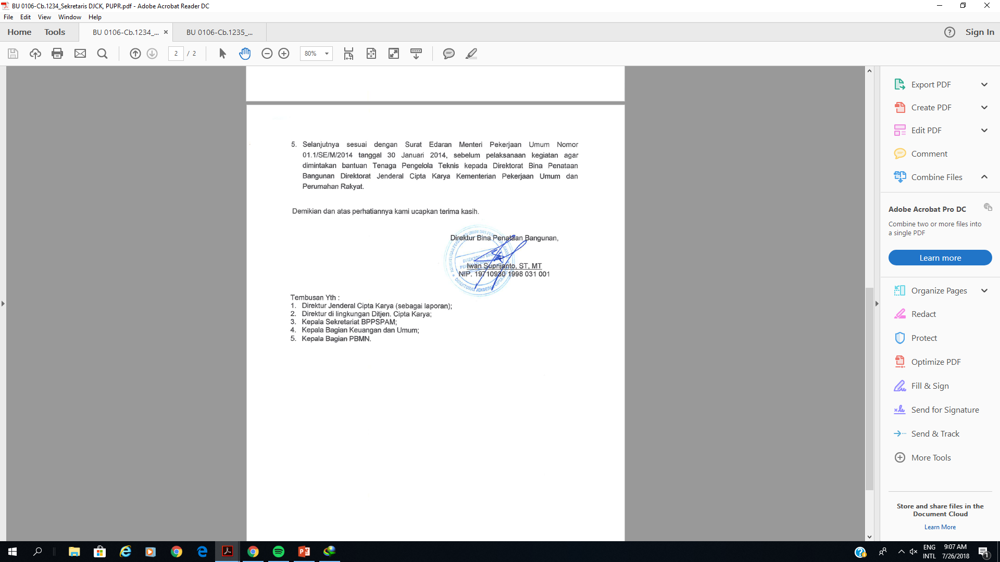 BU 0106-Cb.1234_Sekretaris DJCK, PUPR.pdf - Adobe Acrobat Reader DC
File Edit View Window Help
Home Tools BU 0106-Cb.1234_... × BU 0106-Cb.1235_... Sign In
2 / 2 80%
5. Selanjutnya sesuai dengan Surat Edaran Menteri Pekerjaan Umum Nomor
01.1/SE/M/2014 tanggal 30 Januari 2014, sebelum pelaksanaan kegiatan agar
dimintakan bantuan Tenaga Pengelola Teknis kepada Direktorat Bina Penataan
Bangunan Direktorat Jenderal Cipta Karya Kementerian Pekerjaan Umum dan
Perumahan Rakyat.
Demikian dan atas perhatiannya kami ucapkan terima kasih.
Direktur Bina Penataan Bangunan,
Iwan Suprijanto, ST, MT
NIP. 19710930 1998 031 001
DIREKTORAT JENDERAL CIPTA
Tembusan Yth :
1. Direktur Jenderal Cipta Karya (sebagai laporan);
2. Direktur di lingkungan Ditjen. Cipta Karya;
3. Kepala Sekretariat BPPSPAM;
4. Kepala Bagian Keuangan dan Umum;
5. Kepala Bagian PBMN.
Export PDF
Create PDF
Edit PDF
Comment
Combine Files
Adobe Acrobat Pro DC
Combine two or more files into
a single PDF
Learn more
Organize Pages
Redact
Protect
Optimize PDF
Fill & Sign
Send for Signature
Send & Track
More Tools
Store and share files in the
Document Cloud
Learn More
ENG
INTL
9:07 AM
7/26/2018
1